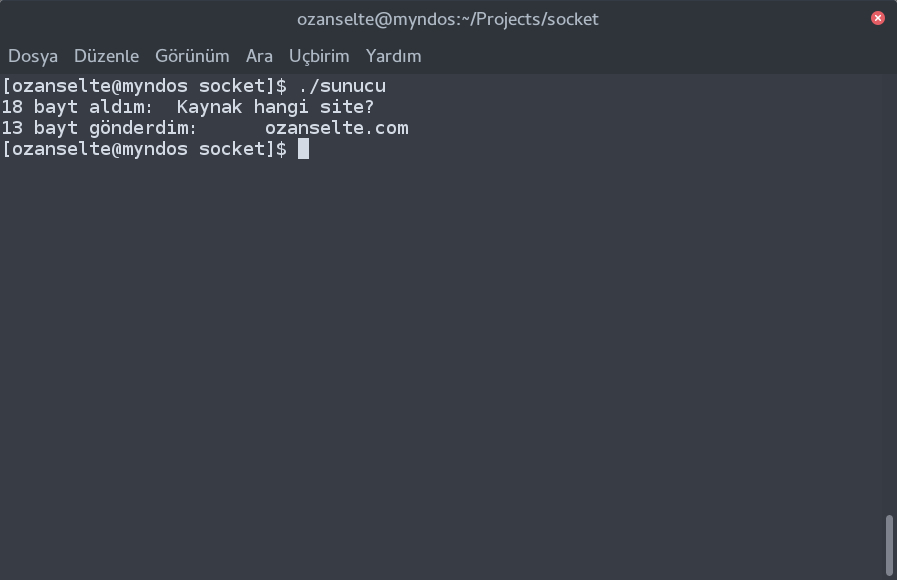 ozanselte@myndos:~/Projects/socket
Dosya Düzenle Görünüm Ara Uçbirim Yardım
[ozanselte@myndos socket]$ ./sunucu
18 bayt aldım:  Kaynak hangi site?
13 bayt gönderdim:      ozanselte.com
[ozanselte@myndos socket]$